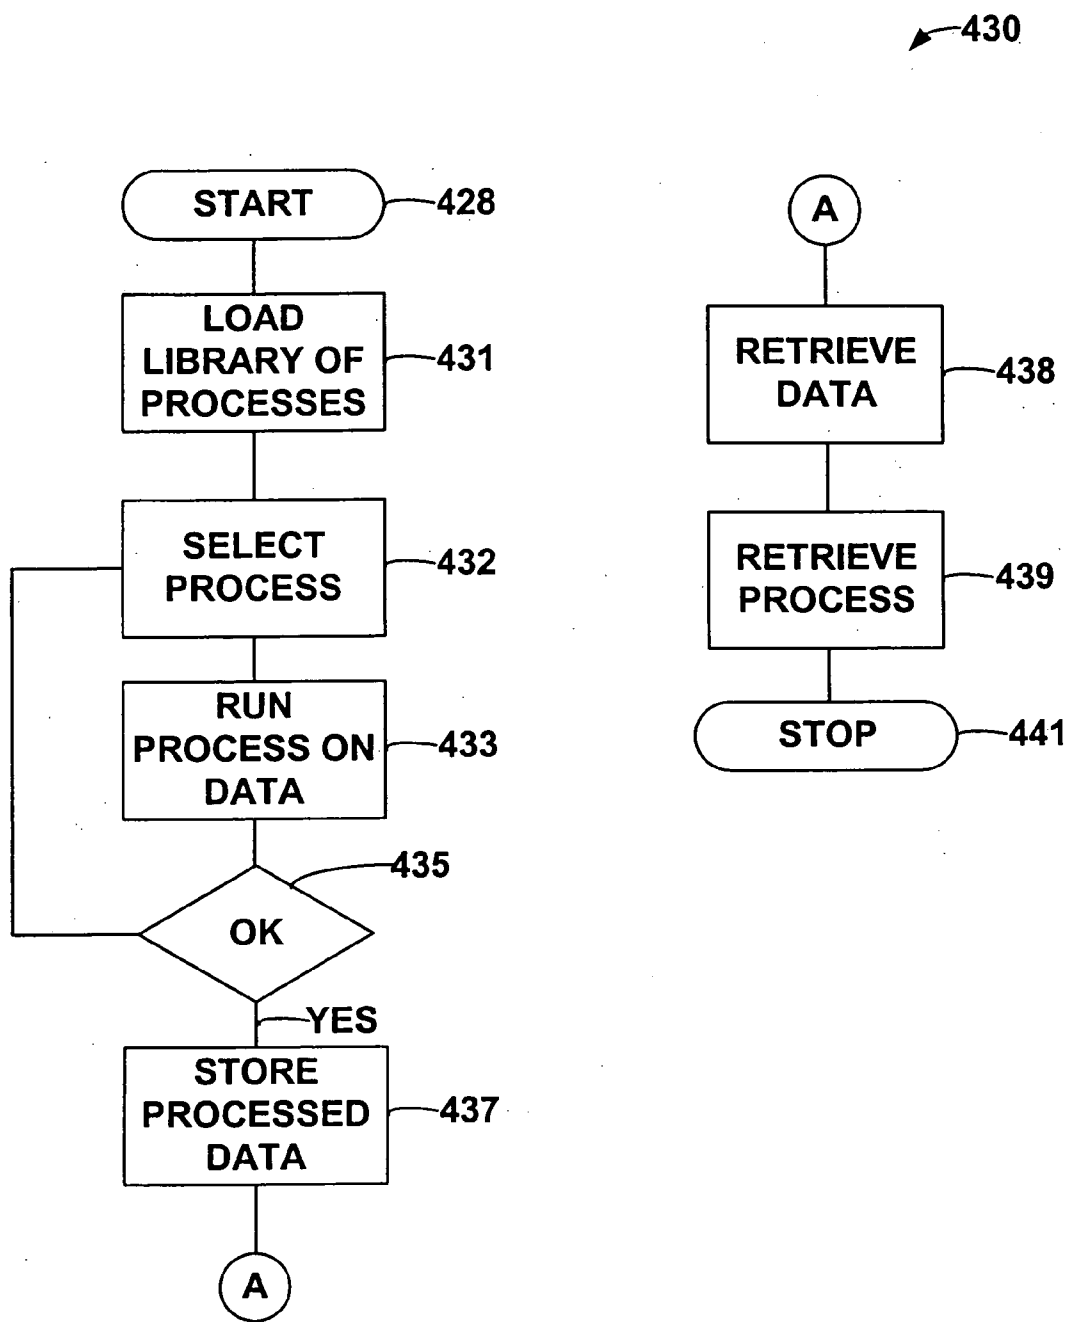 430
START
428
LOAD
LIBRARY OF
PROCESSES
431
SELECT
PROCESS
432
RUN
PROCESS ON
DATA
433
435
OK
YES
STORE
PROCESSED
DATA
437
A
A
RETRIEVE
DATA
438
RETRIEVE
PROCESS
439
STOP
441